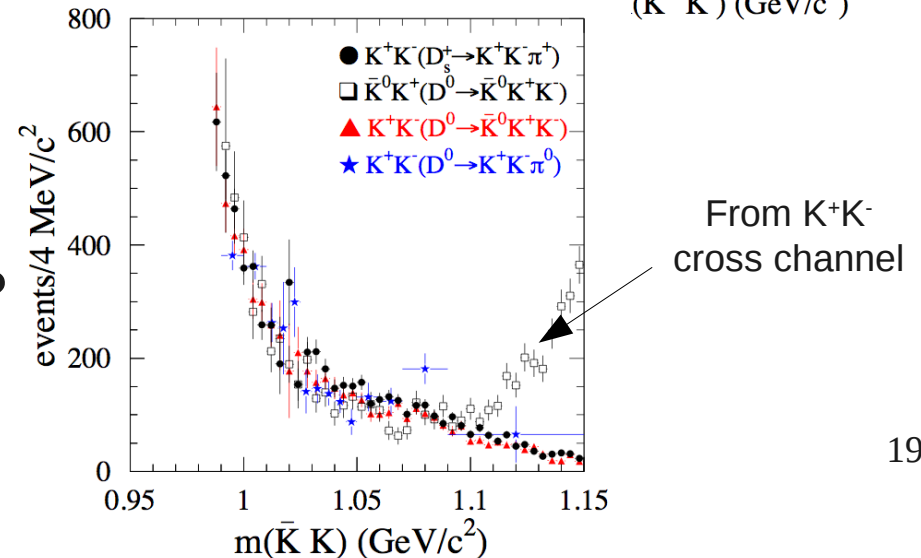 (K K ) (GeV/c )
800
600
400
200
0
events/4 MeV/c²
K⁺K⁻(Dₛ⁺→K⁺K⁻π⁺)
K̄⁰K⁺(D⁰→K̄⁰K⁺K⁻)
K⁺K⁻(D⁰→K̄⁰K⁺K⁻)
K⁺K⁻(D⁰→K⁺K⁻π⁰)
From K⁺K⁻
cross channel
19
0.95 1 1.05 1.1 1.15
m(K̄ K) (GeV/c²)